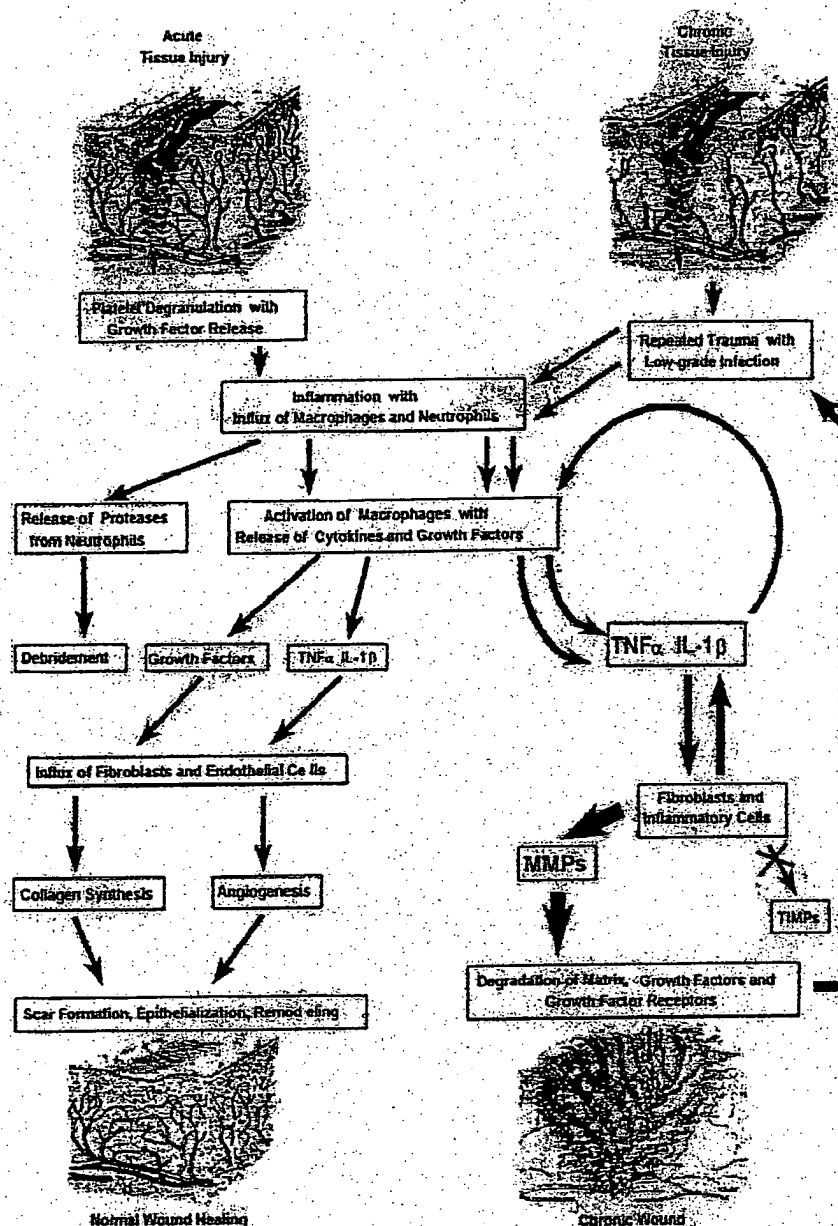 Acute
Tissue Injury
Chronic
Tissue Injury
Platelet Degranulation with
Growth Factor Release
Repeated Trauma with
Low-grade Infection
Inflammation with
Influx of Macrophages and Neutrophils
Release of Proteases
from Neutrophils
Activation of Macrophages with
Release of Cytokines and Growth Factors
Debridement
Growth Factors
TNFα IL-1β
TNFα IL-1β
Influx of Fibroblasts and Endothelial Ce lls
Fibroblasts and
Inflammatory Cells
MMPs
TIMPs
Collagen Synthesis
Angiogenesis
Degradation of Matrix, Growth Factors and
Growth Factor Receptors
Scar Formation, Epithelialization, Remod eling
Normal Wound Healing
Chronic Wound